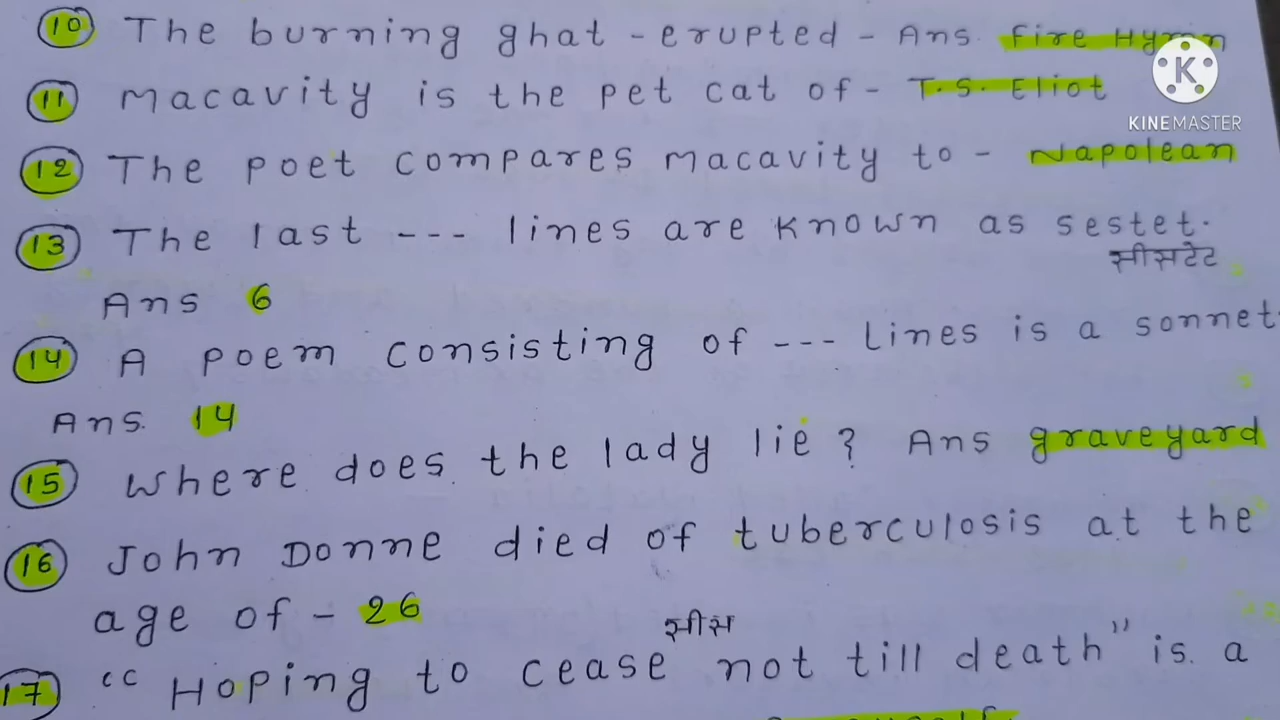 10 The burning ghat - erupted - Ans. Fire Hymn
11 Macavity is the pet cat of - T.S. Eliot
KINEMASTER
12 The poet compares macavity to - Napolean
13 The last --- lines are known as sestet.
सीसटेट
Ans 6
14 A poem consisting of --- lines is a sonnet.
Ans. 14
15 Where does the lady lie? Ans graveyard
16 John Donne died of tuberculosis at the
age of - 26
सीस
17 "Hoping to cease not till death" is a